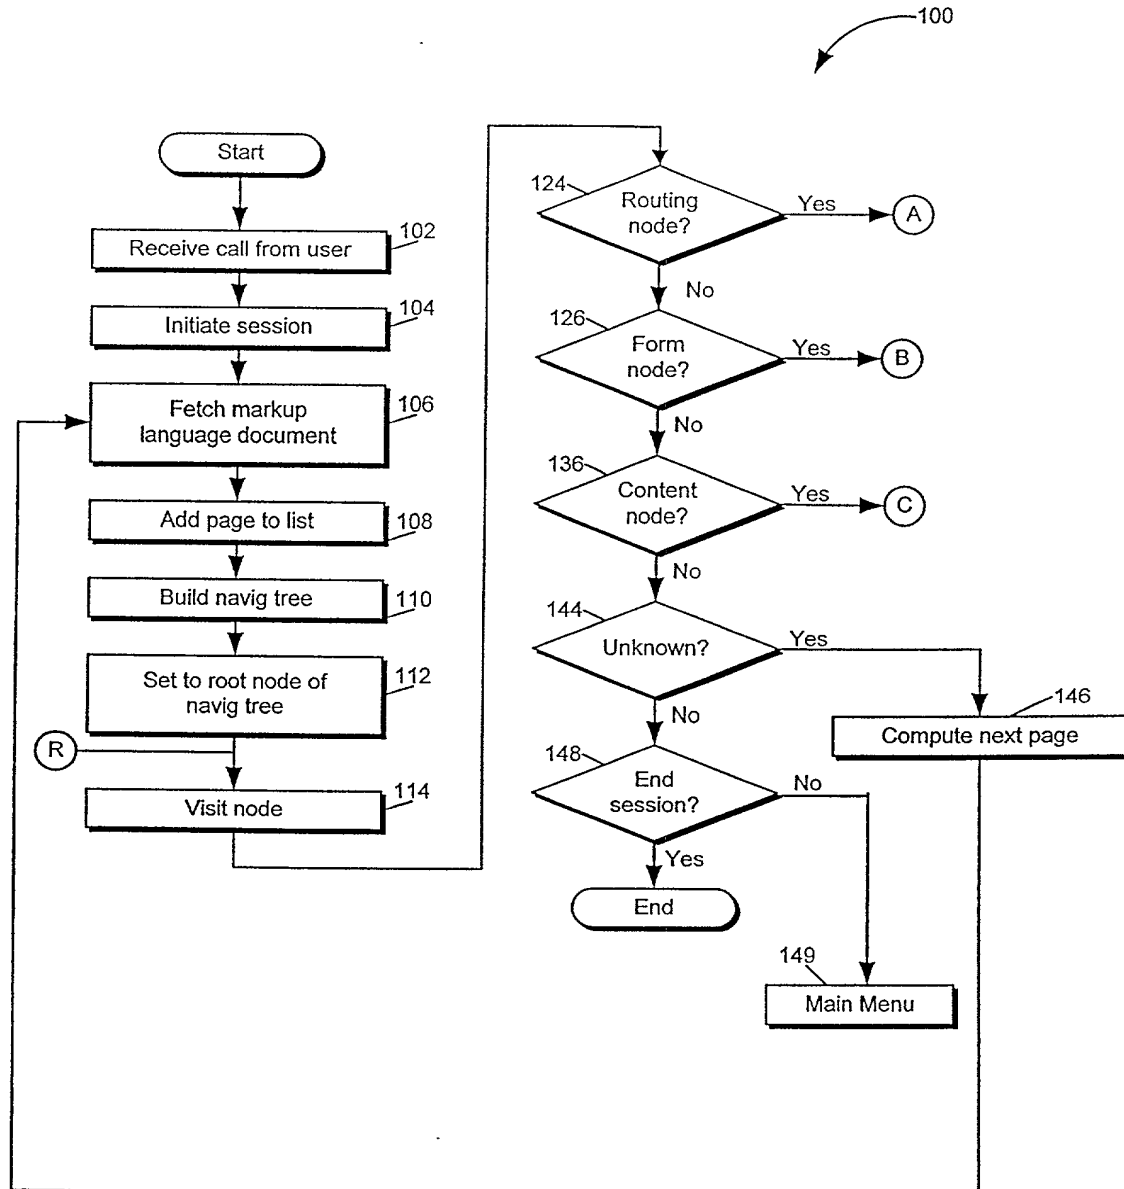 100
Start
Receive call from user
102
Initiate session
104
Fetch markup
language document
106
Add page to list
108
Build navig tree
110
Set to root node of
navig tree
112
R
Visit node
114
124
Routing
node?
Yes
A
No
126
Form
node?
Yes
B
No
136
Content
node?
Yes
C
No
144
Unknown?
Yes
146
Compute next page
No
148
End
session?
No
Yes
End
149
Main Menu